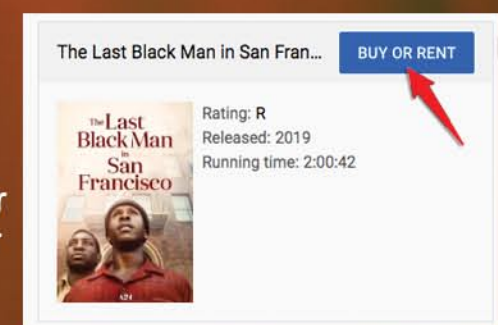 The Last Black Man in San Fran...
BUY OR RENT
The Last
Black Man
in
San
Francisco
A24
Rating: R
Released: 2019
Running time: 2:00:42